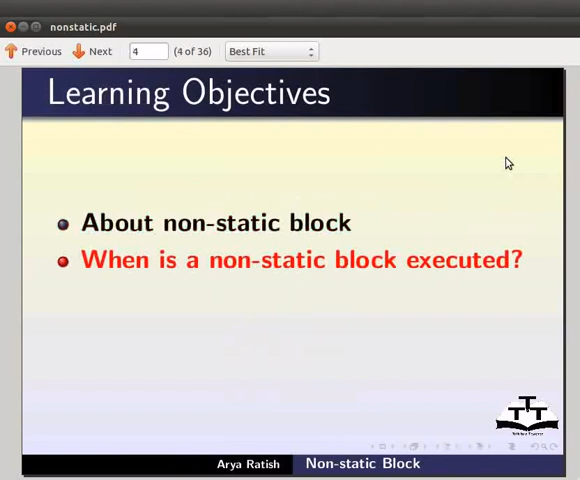 nonstatic.pdf
Previous Next 4 (4 of 36) Best Fit
Learning Objectives
About non-static block
When is a non-static block executed?
TTT
Arya Ratish Non-static Block